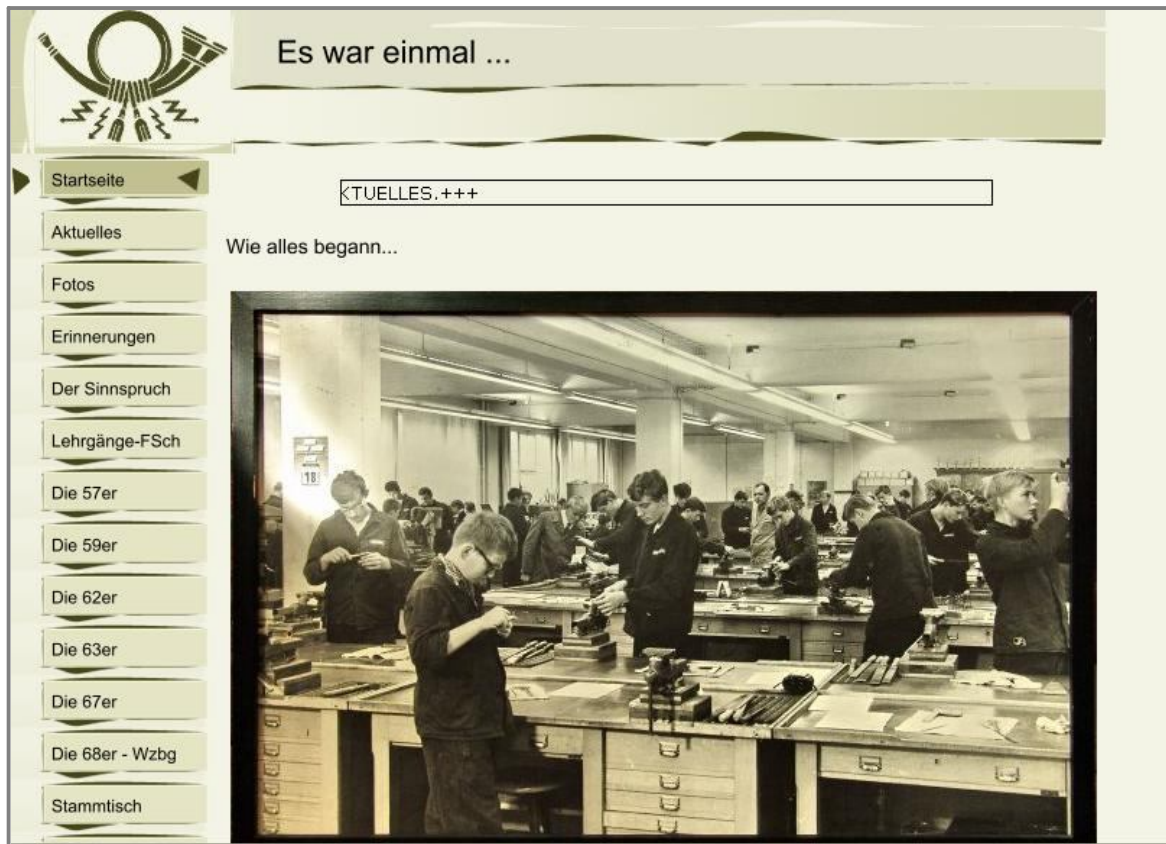 Es war einmal ...
KTUELLES.+++
Wie alles begann...
Startseite
Aktuelles
Fotos
Erinnerungen
Der Sinnspruch
Lehrgänge-FSch
Die 57er
Die 59er
Die 62er
Die 63er
Die 67er
Die 68er - Wzbg
Stammtisch
18